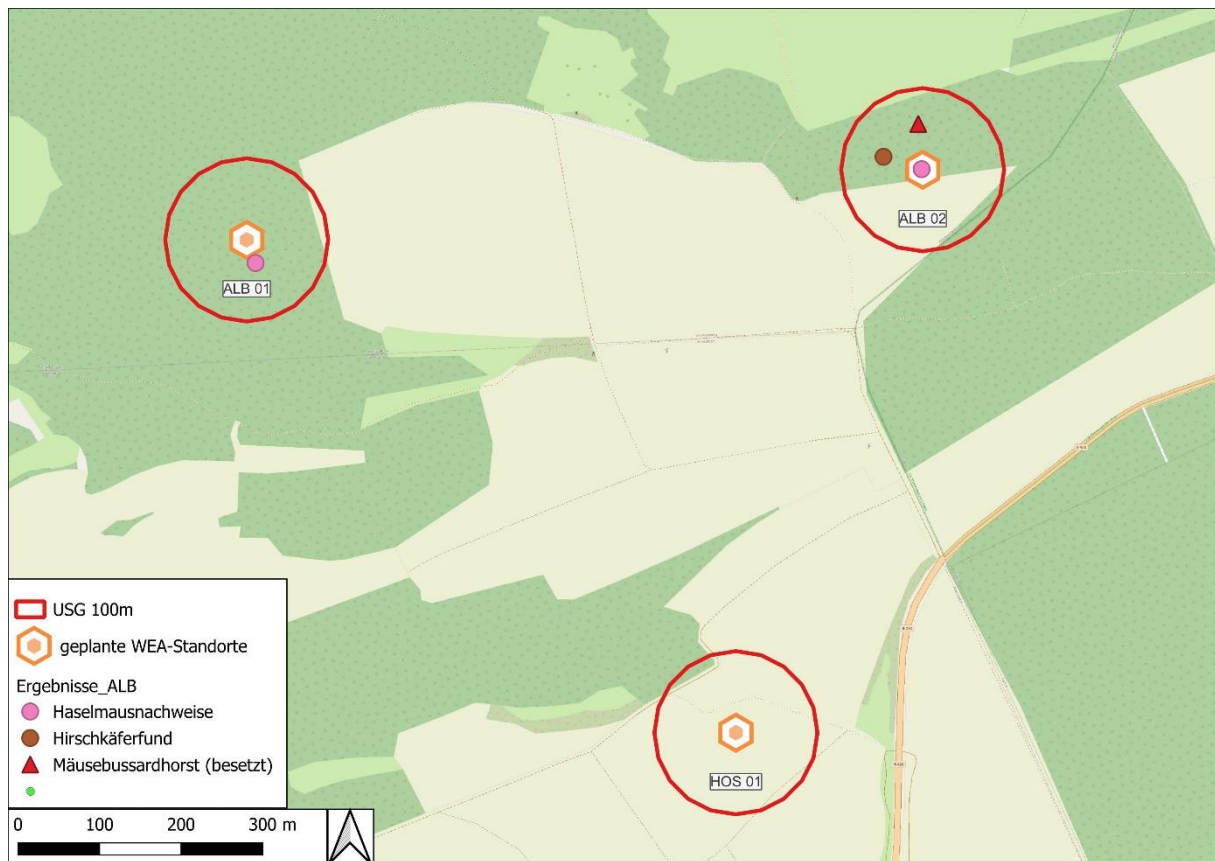 ALB 02
ALB 01
HOS 01
USG 100m
geplante WEA-Standorte
Ergebnisse_ALB
Haselmausnachweise
Hirschkäferfund
Mäusebussardhorst (besetzt)
0 100 200 300 m